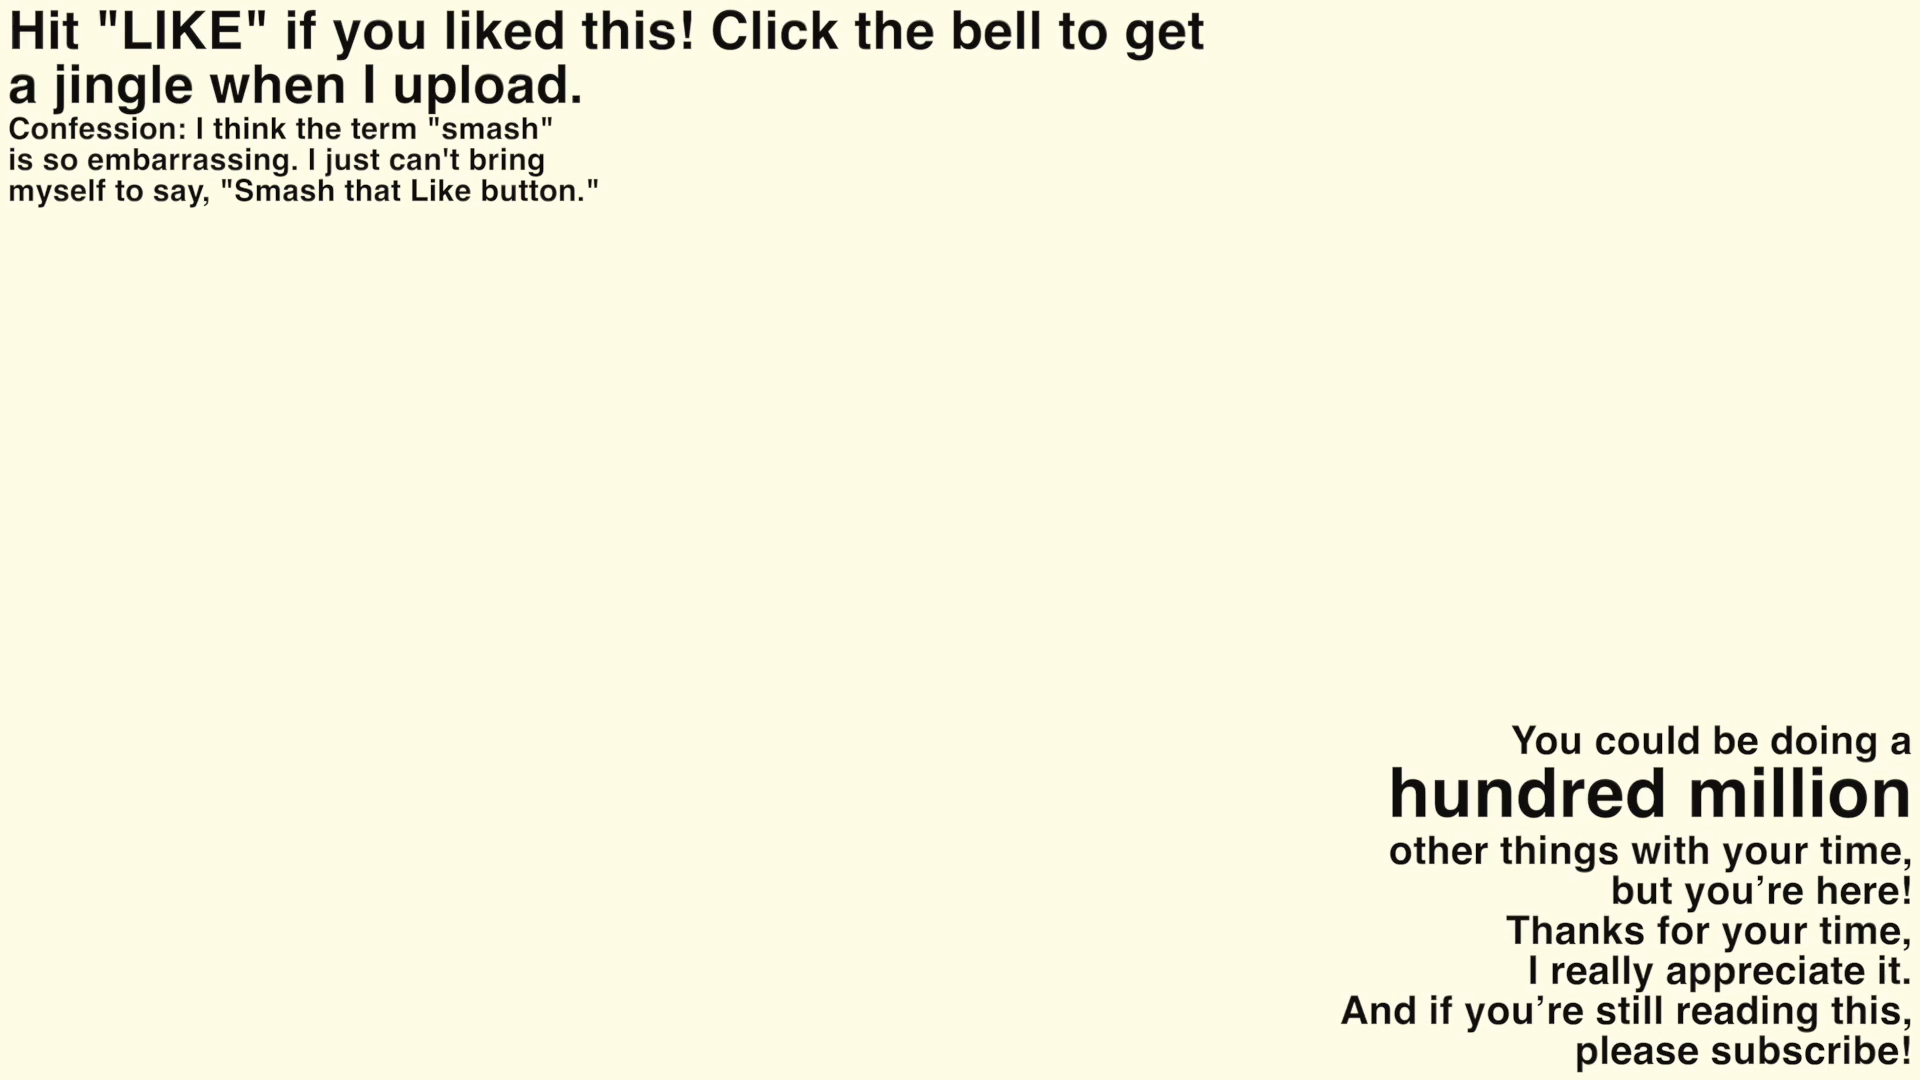 Hit "LIKE" if you liked this! Click the bell to get
a jingle when I upload.
Confession: I think the term "smash"
is so embarrassing. I just can't bring
myself to say, "Smash that Like button."
You could be doing a
hundred million
other things with your time,
but you’re here!
Thanks for your time,
I really appreciate it.
And if you’re still reading this,
please subscribe!